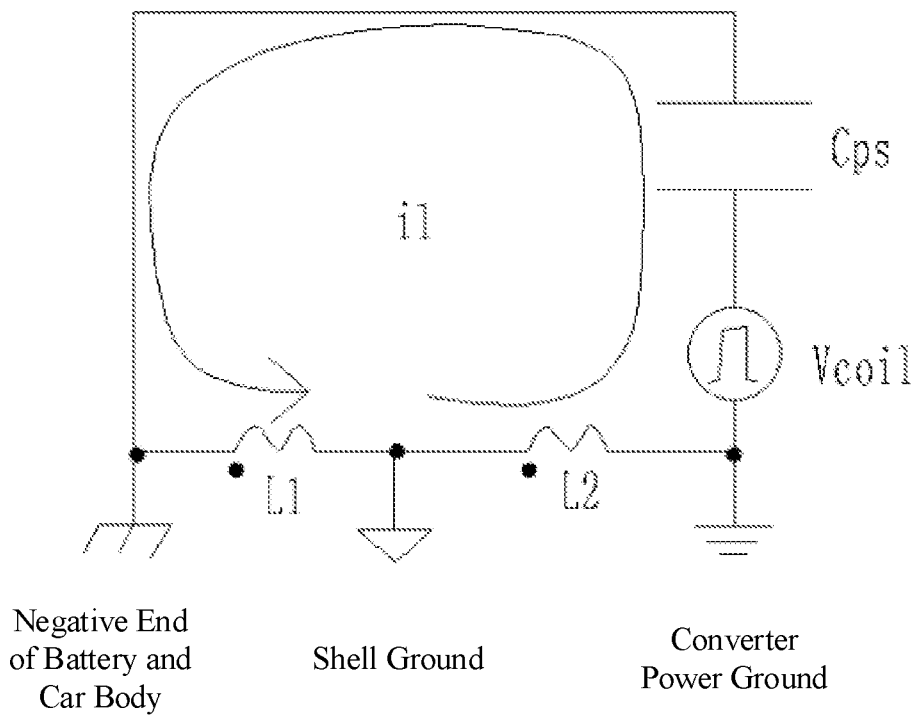 Cps
i1
Vcoil
L1
L2
Negative End
of Battery and
Car Body
Shell Ground
Converter
Power Ground